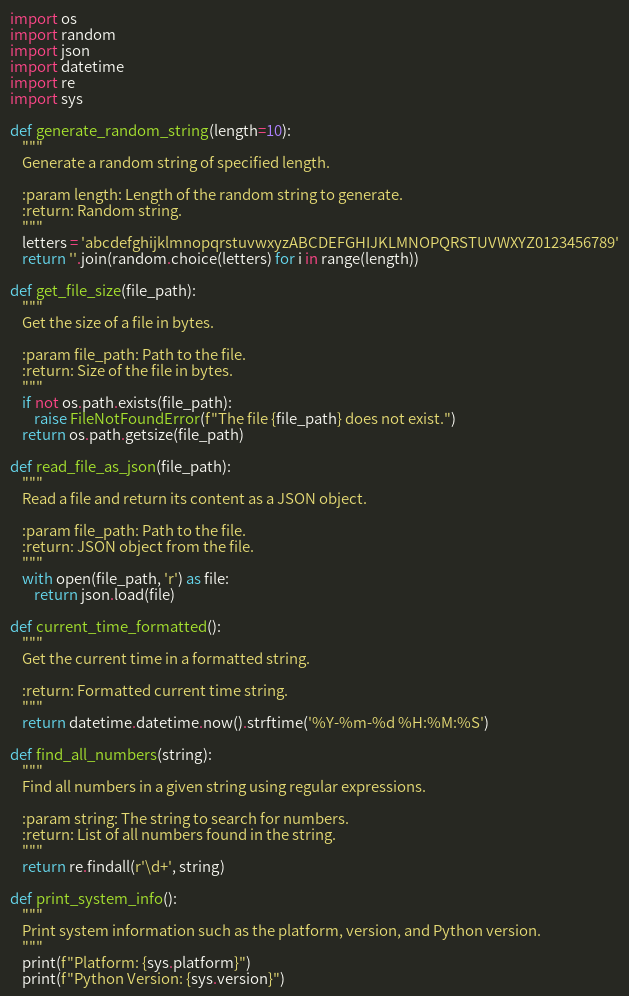 import os
import random
import json
import datetime
import re
import sys

def generate_random_string(length=10):
    """
    Generate a random string of specified length.

    :param length: Length of the random string to generate.
    :return: Random string.
    """
    letters = 'abcdefghijklmnopqrstuvwxyzABCDEFGHIJKLMNOPQRSTUVWXYZ0123456789'
    return ''.join(random.choice(letters) for i in range(length))

def get_file_size(file_path):
    """
    Get the size of a file in bytes.

    :param file_path: Path to the file.
    :return: Size of the file in bytes.
    """
    if not os.path.exists(file_path):
        raise FileNotFoundError(f"The file {file_path} does not exist.")
    return os.path.getsize(file_path)

def read_file_as_json(file_path):
    """
    Read a file and return its content as a JSON object.

    :param file_path: Path to the file.
    :return: JSON object from the file.
    """
    with open(file_path, 'r') as file:
        return json.load(file)

def current_time_formatted():
    """
    Get the current time in a formatted string.

    :return: Formatted current time string.
    """
    return datetime.datetime.now().strftime('%Y-%m-%d %H:%M:%S')

def find_all_numbers(string):
    """
    Find all numbers in a given string using regular expressions.

    :param string: The string to search for numbers.
    :return: List of all numbers found in the string.
    """
    return re.findall(r'\d+', string)

def print_system_info():
    """
    Print system information such as the platform, version, and Python version.
    """
    print(f"Platform: {sys.platform}")
    print(f"Python Version: {sys.version}")